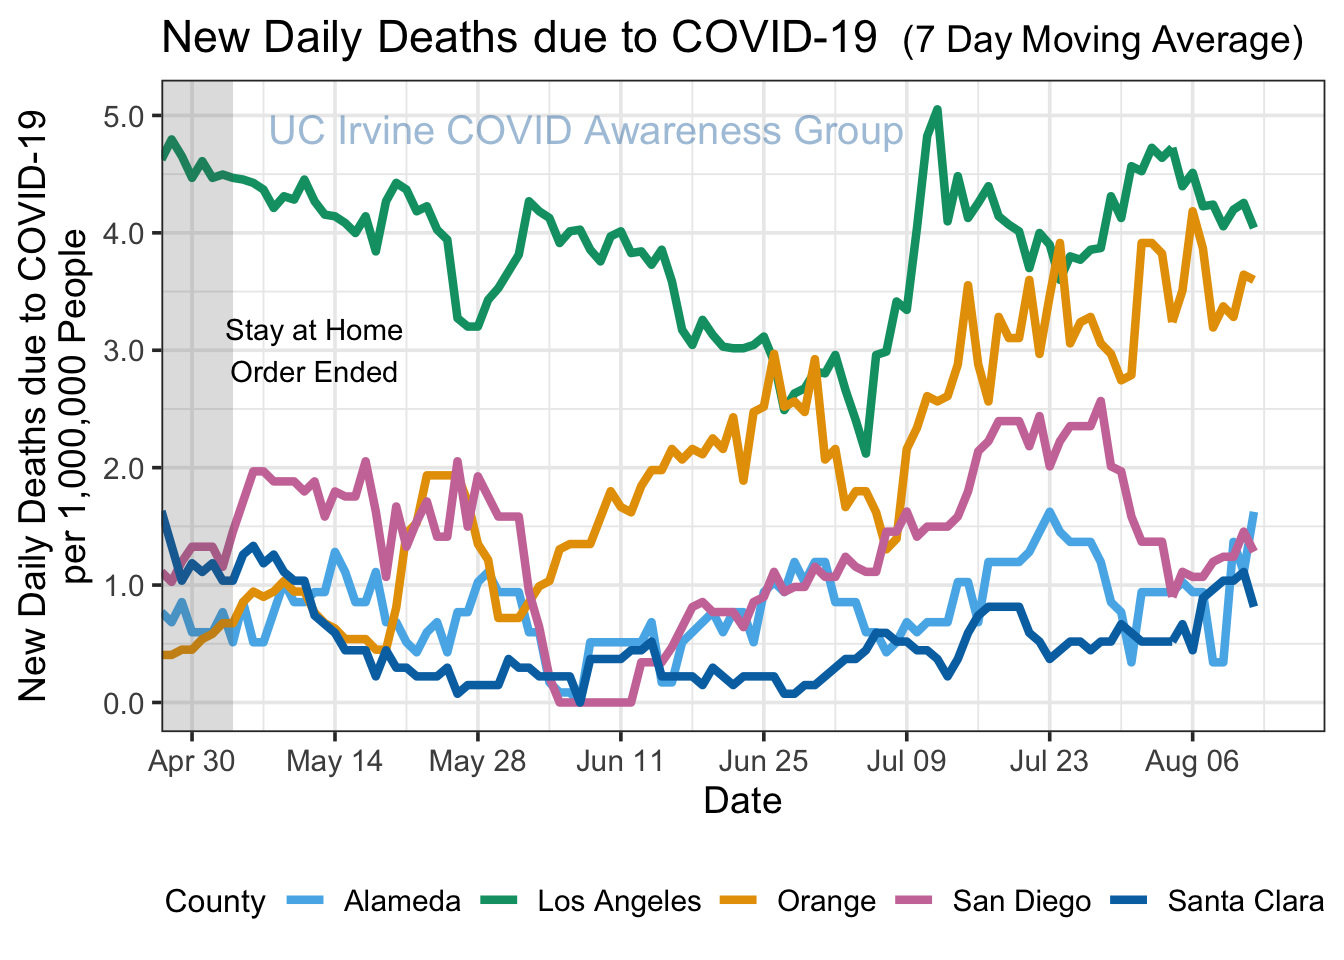 New Daily Deaths due to COVID-19 (7 Day Moving Average)
New Daily Deaths due to COVID-19
per 1,000,000 People
5.0
4.0
3.0
2.0
1.0
0.0
UC Irvine COVID Awareness Group
Stay at Home
Order Ended
Apr 30 May 14 May 28 Jun 11 Jun 25 Jul 09 Jul 23 Aug 06
Date
County Alameda Los Angeles Orange San Diego Santa Clara